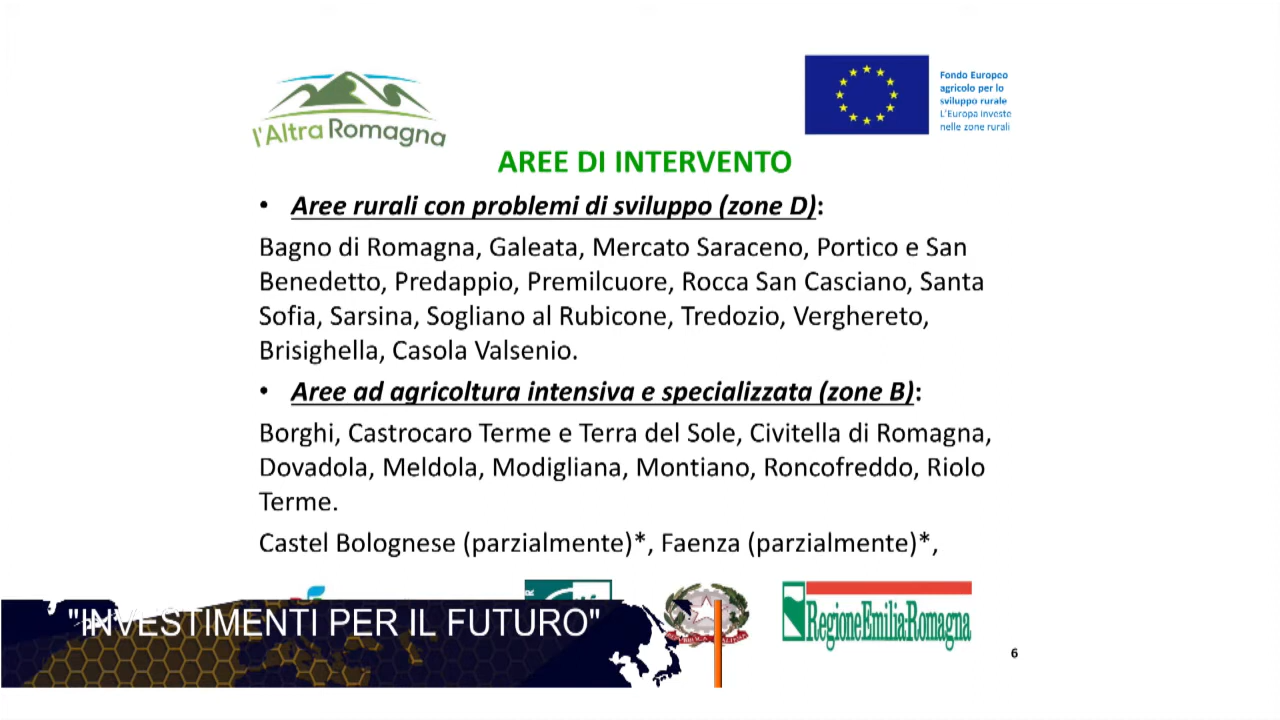 l'Altra Romagna
Fondo Europeo
agricolo per lo
sviluppo rurale
L'Europa investe
nelle zone rurali
AREE DI INTERVENTO
• Aree rurali con problemi di sviluppo (zone D):
Bagno di Romagna, Galeata, Mercato Saraceno, Portico e San
Benedetto, Predappio, Premilcuore, Rocca San Casciano, Santa
Sofia, Sarsina, Sogliano al Rubicone, Tredozio, Verghereto,
Brisighella, Casola Valsenio.
• Aree ad agricoltura intensiva e specializzata (zone B):
Borghi, Castrocaro Terme e Terra del Sole, Civitella di Romagna,
Dovadola, Meldola, Modigliana, Montiano, Roncofreddo, Riolo
Terme.
Castel Bolognese (parzialmente)*, Faenza (parzialmente)*,
"INVESTIMENTI PER IL FUTURO"
RegioneEmilia-Romagna
6